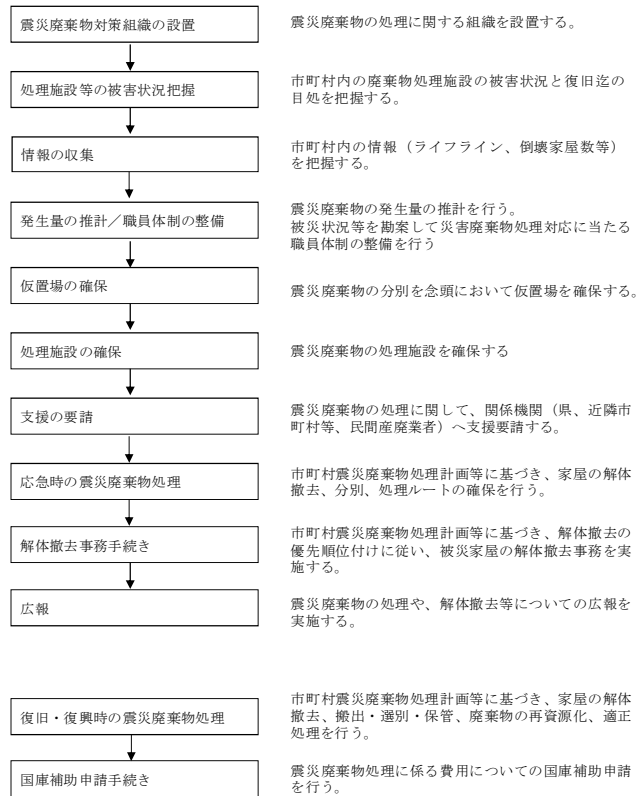 震災廃棄物対策組織の設置
震災廃棄物の処理に関する組織を設置する。
処理施設等の被害状況把握
市町村内の廃棄物処理施設の被害状況と復旧迄の
目処を把握する。
情報の収集
市町村内の情報（ライフライン、倒壊家屋数等）
を把握する。
発生量の推計／職員体制の整備
震災廃棄物の発生量の推計を行う。
被災状況等を勘案して災害廃棄物処理対応に当たる
職員体制の整備を行う
仮置場の確保
震災廃棄物の分別を念頭において仮置場を確保する。
処理施設の確保
震災廃棄物の処理施設を確保する
支援の要請
震災廃棄物の処理に関して、関係機関（県、近隣市
町村等、民間産廃業者）へ支援要請する。
応急時の震災廃棄物処理
市町村震災廃棄物処理計画等に基づき、家屋の解体
撤去、分別、処理ルートの確保を行う。
解体撤去事務手続き
市町村震災廃棄物処理計画等に基づき、解体撤去の
優先順位付けに従い、被災家屋の解体撤去事務を実
施する。
広報
震災廃棄物の処理や、解体撤去等についての広報を
実施する。
復旧・復興時の震災廃棄物処理
市町村震災廃棄物処理計画等に基づき、家屋の解体
撤去、搬出・選別・保管、廃棄物の再資源化、適正
処理を行う。
国庫補助申請手続き
震災廃棄物処理に係る費用についての国庫補助申請
を行う。